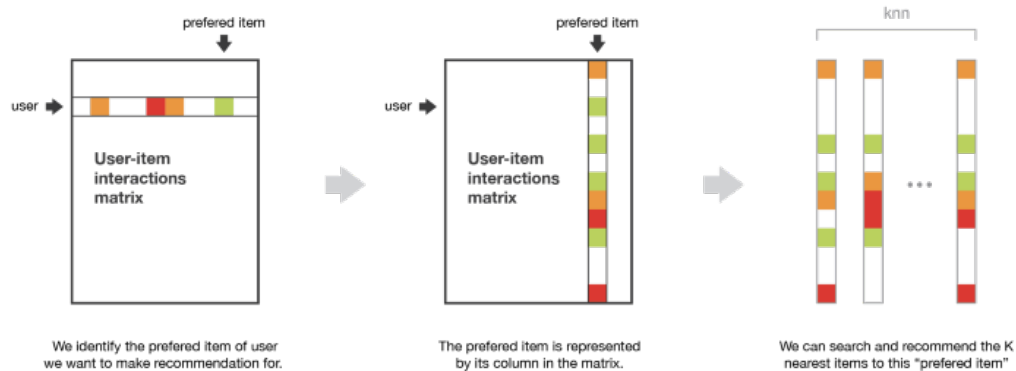 prefered item
user
User-item
interactions
matrix
We identify the prefered item of user
we want to make recommendation for.
prefered item
user
User-item
interactions
matrix
The prefered item is represented
by its column in the matrix.
knn
We can search and recommend the K
nearest items to this “prefered item”